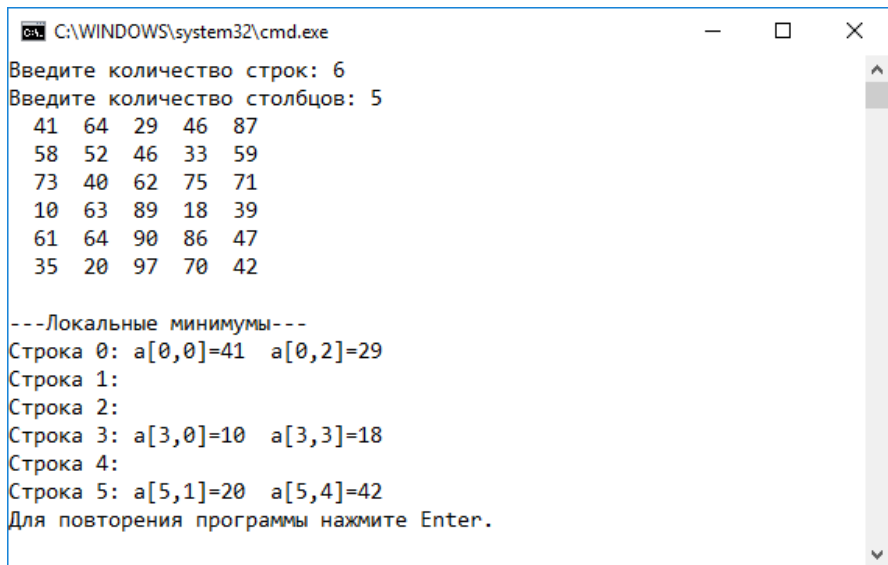 C:\WINDOWS\system32\cmd.exe
Введите количество строк: 6
Введите количество столбцов: 5
41 64 29 46 87
58 52 46 33 59
73 40 62 75 71
10 63 89 18 39
61 64 90 86 47
35 20 97 70 42
---Локальные минимумы---
Строка 0: a[0,0]=41 a[0,2]=29
Строка 1:
Строка 2:
Строка 3: a[3,0]=10 a[3,3]=18
Строка 4:
Строка 5: a[5,1]=20 a[5,4]=42
Для повторения программы нажмите Enter.